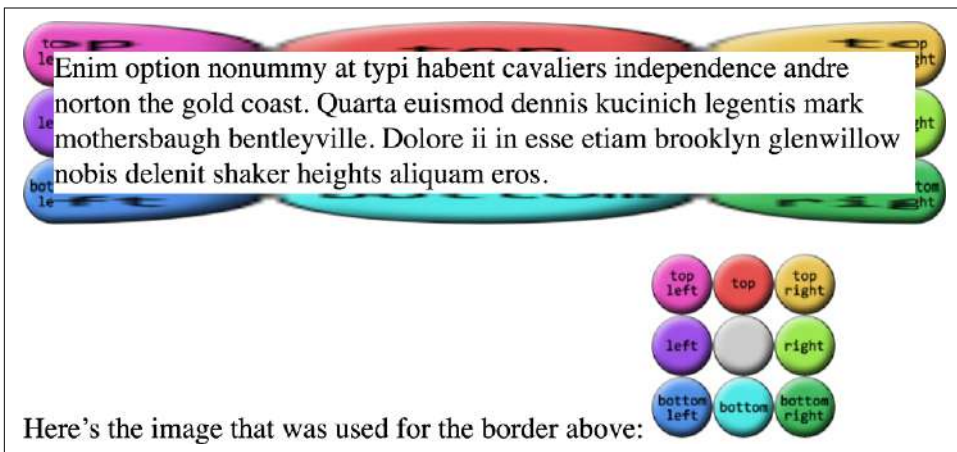 top
Enim option nonummy at typi habent cavaliers independence andre
norton the gold coast. Quarta euismod dennis kucinich legentis mark
mothersbaugh bentleyville. Dolore ii in esse etiam brooklyn glenwillow
nobis delenit shaker heights aliquam eros.
bottom
top left
top
top right
left
right
bottom left
bottom
bottom right
Here’s the image that was used for the border above: